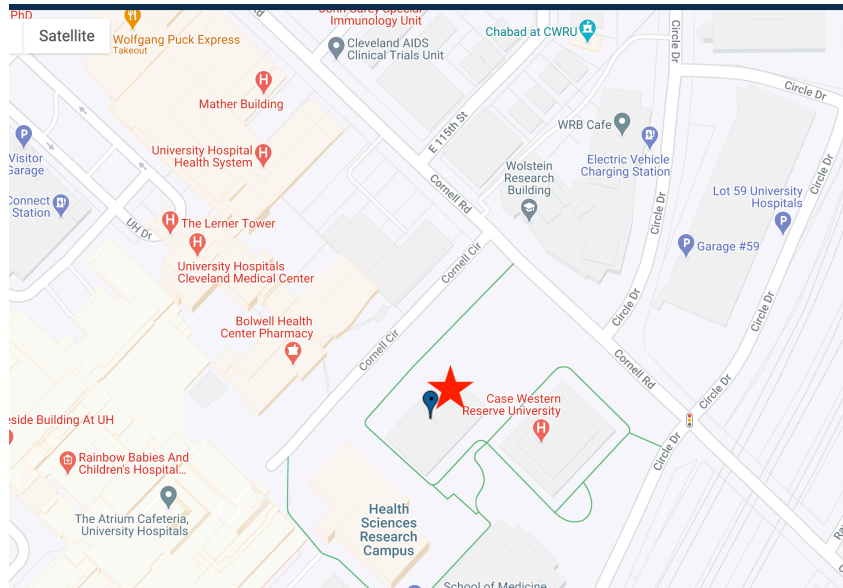 PhD
Satellite
Wolfgang Puck Express
Takeout
John Carey Special
Immunology Unit
Cleveland AIDS
Clinical Trials Unit
Chabad at CWRU
Circle Dr
Circle Dr
Mather Building
E 115th St
WRB Cafe
Electric Vehicle
Charging Station
University Hospital
Health System
Visitor
Garage
Wolstein
Research
Building
Cornell Rd
Circle Dr
Lot 59 University
Hospitals
Connect
Station
UH Dr
The Lerner Tower
Circle Dr
Garage #59
University Hospitals
Cleveland Medical Center
Cornell Cir
Bolwell Health
Center Pharmacy
Cornell Cir
Circle Dr
Circle Dr
Cornell Rd
Case Western
Reserve University
Circle Dr
eside Building At UH
Circle Dr
Rainbow Babies And
Children's Hospital...
The Atrium Cafeteria,
University Hospitals
Health
Sciences
Research
Campus
School of Medicine